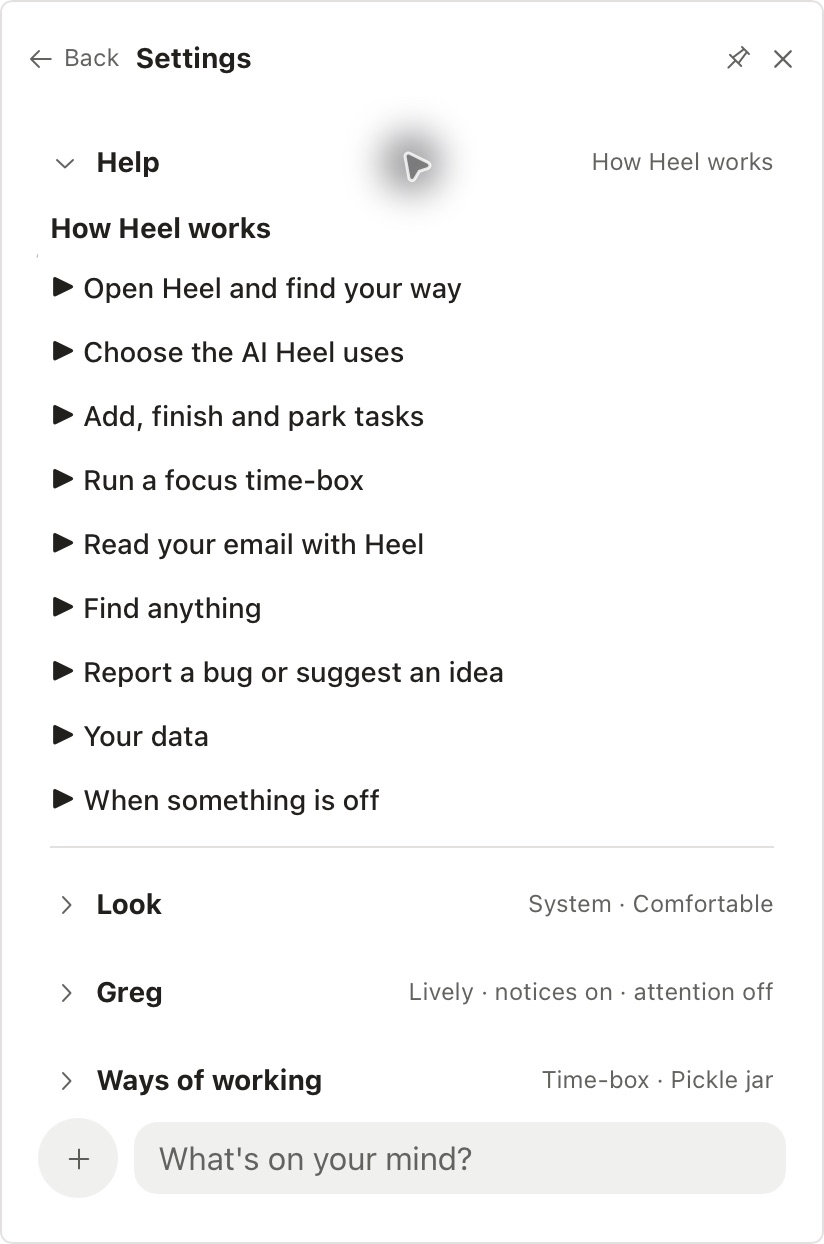 Back Settings
Help How Heel works
How Heel works
Open Heel and find your way
Choose the AI Heel uses
Add, finish and park tasks
Run a focus time-box
Read your email with Heel
Find anything
Report a bug or suggest an idea
Your data
When something is off
Look System · Comfortable
Greg Lively · notices on · attention off
Ways of working Time-box · Pickle jar
What's on your mind?